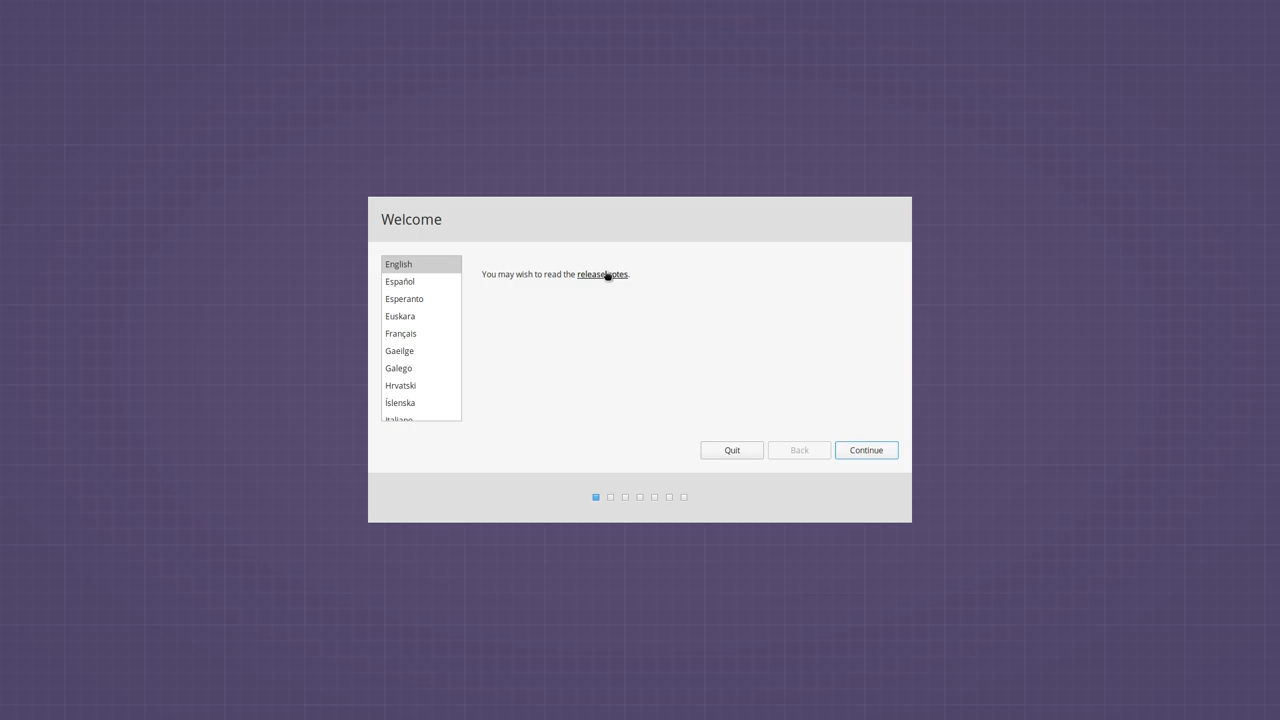 Welcome
English
Español
Esperanto
Euskara
Français
Gaeilge
Galego
Hrvatski
Íslenska
Italiano
You may wish to read the release notes.
Quit
Back
Continue